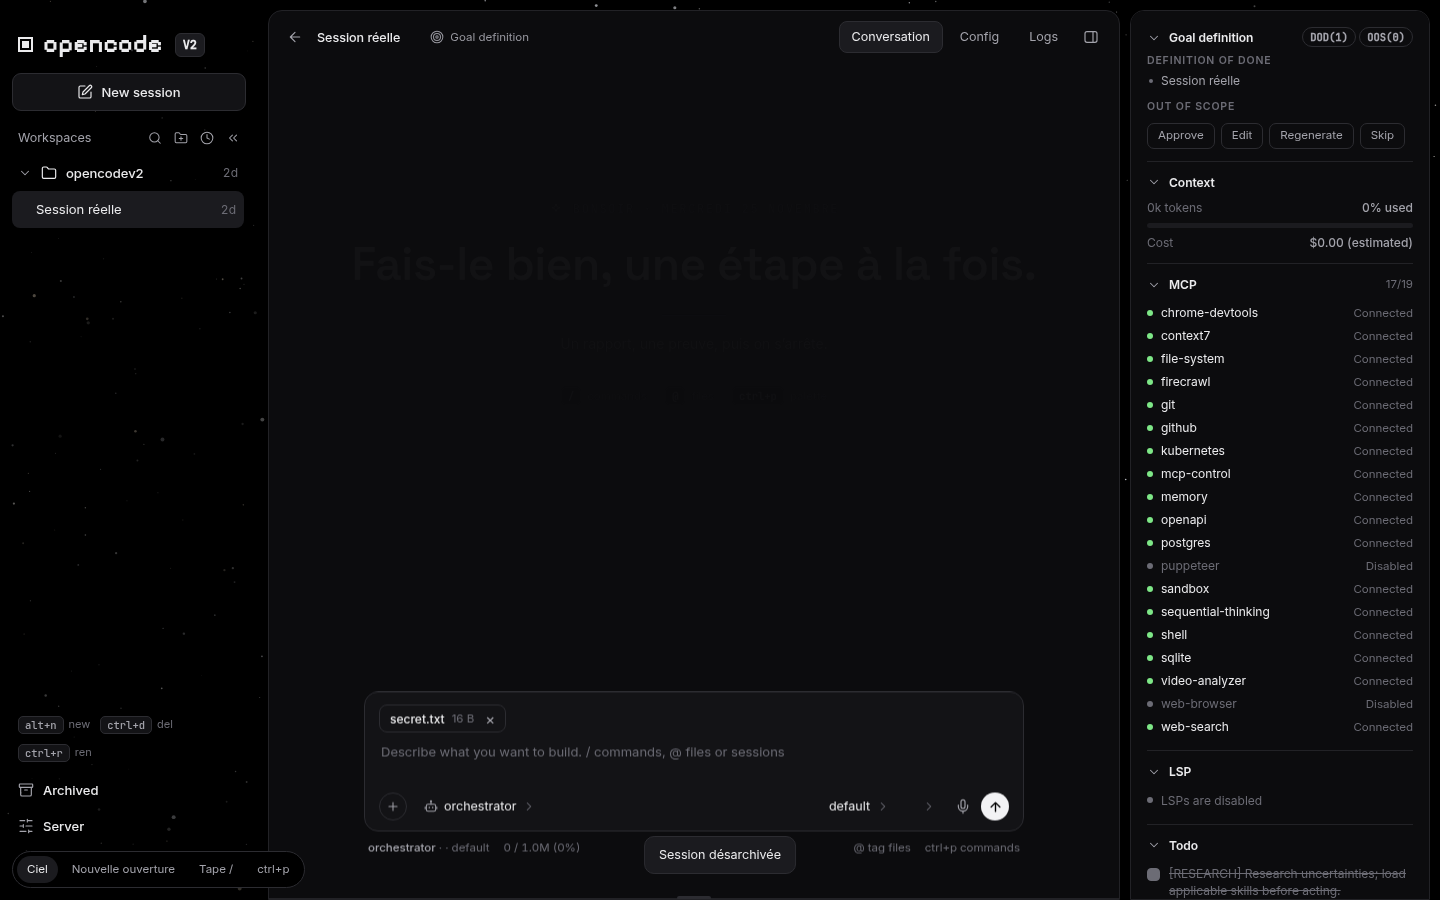 opencode V2
New session
Workspaces
opencodev2 2d
Session réelle 2d
alt+n new ctrl+d del
ctrl+r ren
Archived
Server
Ciel Nouvelle ouverture Tape / ctrl+p
Session réelle Goal definition Conversation Config Logs
Fais-le bien, une étape à la fois.
secret.txt 16 B ×
Describe what you want to build. / commands, @ files or sessions
orchestrator default
orchestrator · · default 0 / 1.0M (0%) @ tag files ctrl+p commands
Session désarchivée
Goal definition DOD(1) OOS(0)
DEFINITION OF DONE
• Session réelle
OUT OF SCOPE
Approve Edit Regenerate Skip
Context
0k tokens 0% used
Cost $0.00 (estimated)
MCP 17/19
chrome-devtools Connected
context7 Connected
file-system Connected
firecrawl Connected
git Connected
github Connected
kubernetes Connected
mcp-control Connected
memory Connected
openapi Connected
postgres Connected
puppeteer Disabled
sandbox Connected
sequential-thinking Connected
shell Connected
sqlite Connected
video-analyzer Connected
web-browser Disabled
web-search Connected
LSP
LSPs are disabled
Todo
[RESEARCH] Research uncertainties; load
applicable skills before acting.